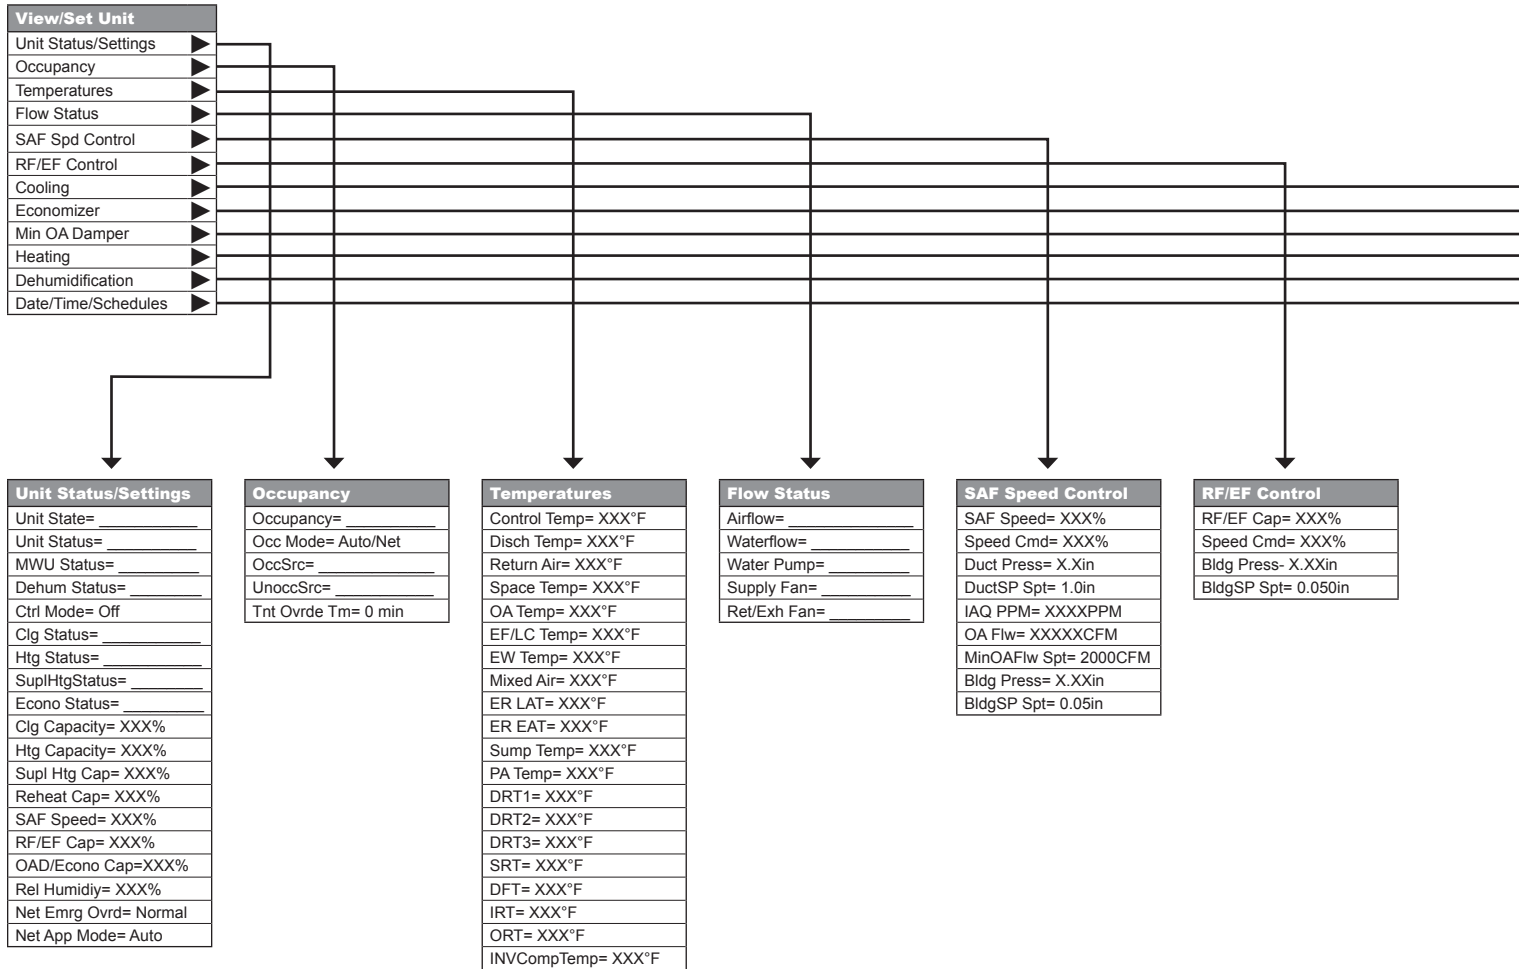 View/Set Unit
Unit Status/Settings
Occupancy
Temperatures
Flow Status
SAF Spd Control
RF/EF Control
Cooling
Economizer
Min OA Damper
Heating
Dehumidification
Date/Time/Schedules
Unit Status/Settings
Unit State= ___________
Unit Status= __________
MWU Status= _________
Dehum Status= ________
Ctrl Mode= Off
Clg Status= ___________
Htg Status= ___________
SuplHtgStatus= ________
Econo Status= _________
Clg Capacity= XXX%
Htg Capacity= XXX%
Supl Htg Cap= XXX%
Reheat Cap= XXX%
SAF Speed= XXX%
RF/EF Cap= XXX%
OAD/Econo Cap=XXX%
Rel Humidiy= XXX%
Net Emrg Ovrd= Normal
Net App Mode= Auto
Occupancy
Occupancy= __________
Occ Mode= Auto/Net
OccSrc= _____________
UnoccSrc= ___________
Tnt Ovrde Tm= 0 min
Temperatures
Control Temp= XXX°F
Disch Temp= XXX°F
Return Air= XXX°F
Space Temp= XXX°F
OA Temp= XXX°F
EF/LC Temp= XXX°F
EW Temp= XXX°F
Mixed Air= XXX°F
ER LAT= XXX°F
ER EAT= XXX°F
Sump Temp= XXX°F
PA Temp= XXX°F
DRT1= XXX°F
DRT2= XXX°F
DRT3= XXX°F
SRT= XXX°F
DFT= XXX°F
IRT= XXX°F
ORT= XXX°F
INVCompTemp= XXX°F
Flow Status
Airflow= ______________
Waterflow= ___________
Water Pump= _________
Supply Fan= __________
Ret/Exh Fan= _________
SAF Speed Control
SAF Speed= XXX%
Speed Cmd= XXX%
Duct Press= X.Xin
DuctSP Spt= 1.0in
IAQ PPM= XXXXPPM
OA Flw= XXXXXCFM
MinOAFlw Spt= 2000CFM
Bldg Press= X.XXin
BldgSP Spt= 0.05in
RF/EF Control
RF/EF Cap= XXX%
Speed Cmd= XXX%
Bldg Press- X.XXin
BldgSP Spt= 0.050in